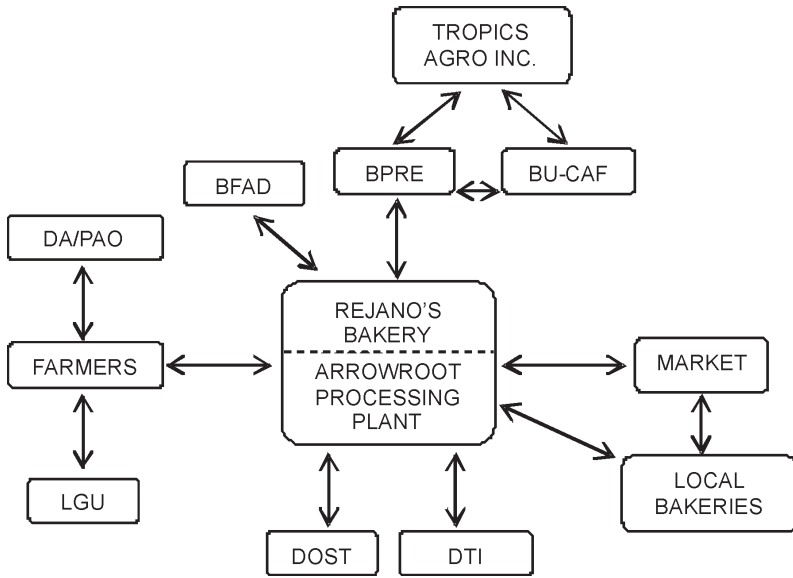 TROPICS
AGRO INC.
BPRE
BU-CAF
BFAD
DA/PAO
REJANO'S
BAKERY
FARMERS
MARKET
ARROWROOT
PROCESSING
PLANT
LGU
LOCAL
BAKERIES
DOST
DTI